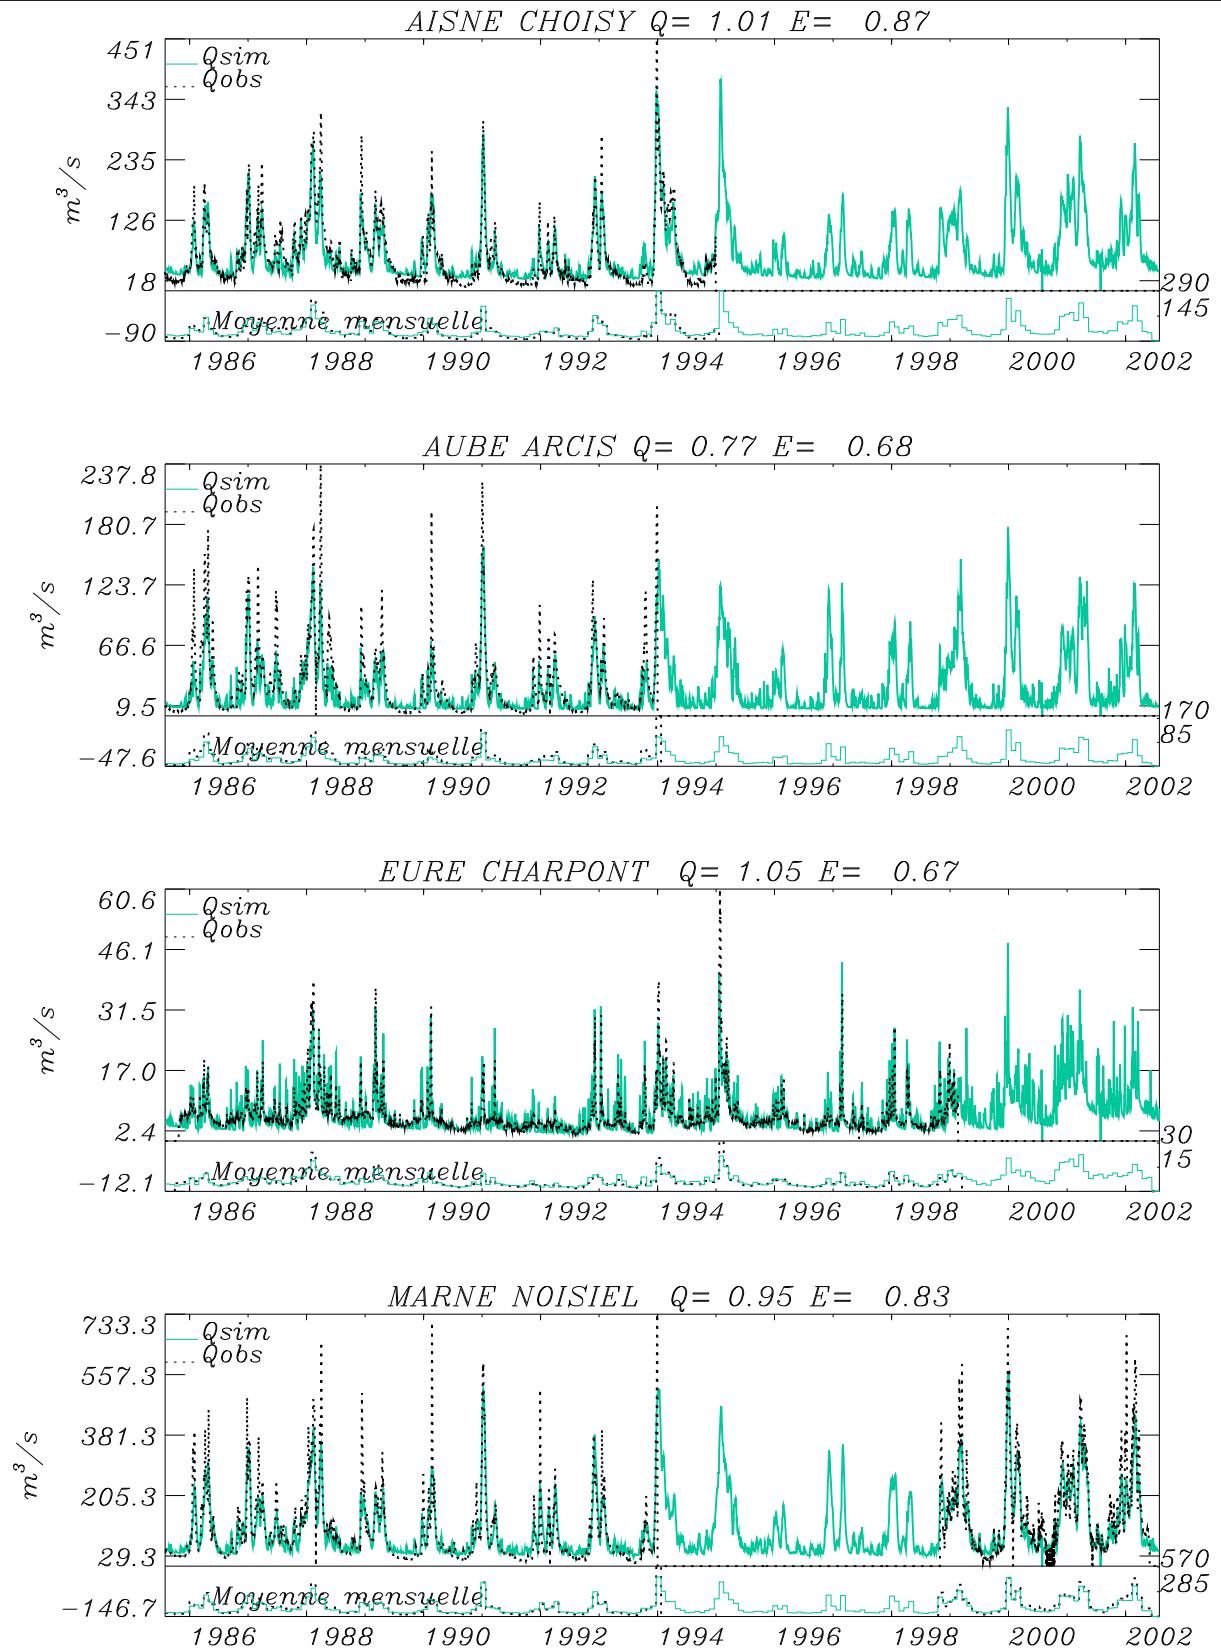 AISNE CHOISY Q= 1.01 E= 0.87
451
Qsim
Qobs
343
235
m³/s
126
18
290
145
Moyenne mensuelle
-90
1986 1988 1990 1992 1994 1996 1998 2000 2002
AUBE ARCIS Q= 0.77 E= 0.68
237.8
Qsim
Qobs
180.7
123.7
m³/s
66.6
9.5
170
85
Moyenne mensuelle
-47.6
1986 1988 1990 1992 1994 1996 1998 2000 2002
EURE CHARPONT Q= 1.05 E= 0.67
60.6
Qsim
Qobs
46.1
31.5
m³/s
17.0
2.4
30
15
Moyenne mensuelle
-12.1
1986 1988 1990 1992 1994 1996 1998 2000 2002
MARNE NOISIEL Q= 0.95 E= 0.83
733.3
Qsim
Qobs
557.3
381.3
m³/s
205.3
29.3
570
285
Moyenne mensuelle
-146.7
1986 1988 1990 1992 1994 1996 1998 2000 2002